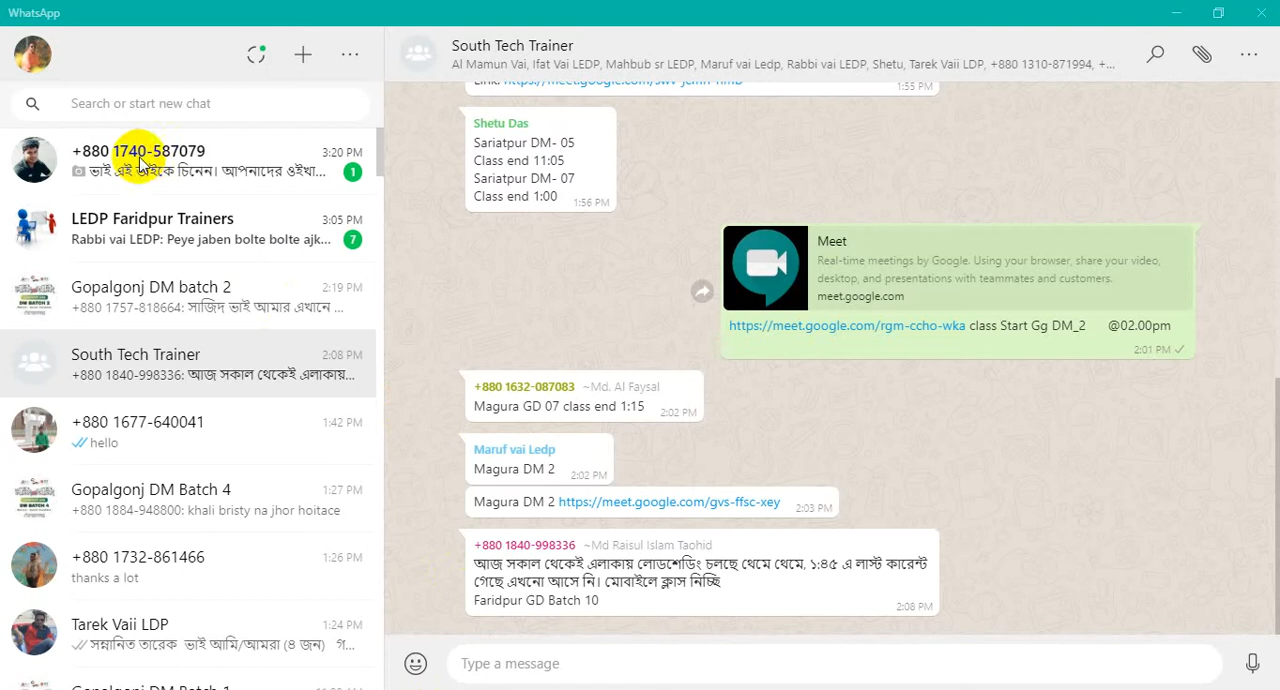 WhatsApp
Search or start new chat
+880 1740-587079
3:20 PM
ভাই এই ভাইকে চিনেন। আপনাদের ওইখা...
1
LEDP Faridpur Trainers
3:05 PM
Rabbi vai LEDP: Peye jaben bolte bolte ajk...
7
Gopalgonj DM batch 2
2:19 PM
+880 1757-818664: সাজিদ ভাই আমার এখানে ...
South Tech Trainer
2:08 PM
+880 1840-998336: আজ সকাল থেকেই এলাকায়...
+880 1677-640041
1:42 PM
hello
Gopalgonj DM Batch 4
1:27 PM
+880 1884-948800: khali bristy na jhor hoitace
+880 1732-861466
1:26 PM
thanks a lot
Tarek Vaii LDP
1:24 PM
সম্মানিত তারেক ভাই আমি/আমরা (৪ জন) গ...
South Tech Trainer
Al Mamun Vai, Ifat Vai LEDP, Mahbub sr LEDP, Maruf vai Ledp, Rabbi vai LEDP, Shetu, Tarek Vaii LDP, +880 1310-871994, +...
1:55 PM
Shetu Das
Sariatpur DM- 05
Class end 11:05
Sariatpur DM- 07
Class end 1:00
1:56 PM
Meet
Real-time meetings by Google. Using your browser, share your video,
desktop, and presentations with teammates and customers.
meet.google.com
https://meet.google.com/rgm-ccho-wka class Start Gg DM_2 @02.00pm
2:01 PM
+880 1632-087083 ~Md. Al Faysal
Magura GD 07 class end 1:15
2:02 PM
Maruf vai Ledp
Magura DM 2
2:02 PM
Magura DM 2 https://meet.google.com/gvs-ffsc-xey
2:03 PM
+880 1840-998336 ~Md Raisul Islam Taohid
আজ সকাল থেকেই এলাকায় লোডশেডিং চলছে থেমে থেমে, ১:৪৫ এ লাস্ট কারেন্ট
গেছে এখনো আসে নি। মোবাইলে ক্লাস নিচ্ছি
Faridpur GD Batch 10
2:08 PM
Type a message